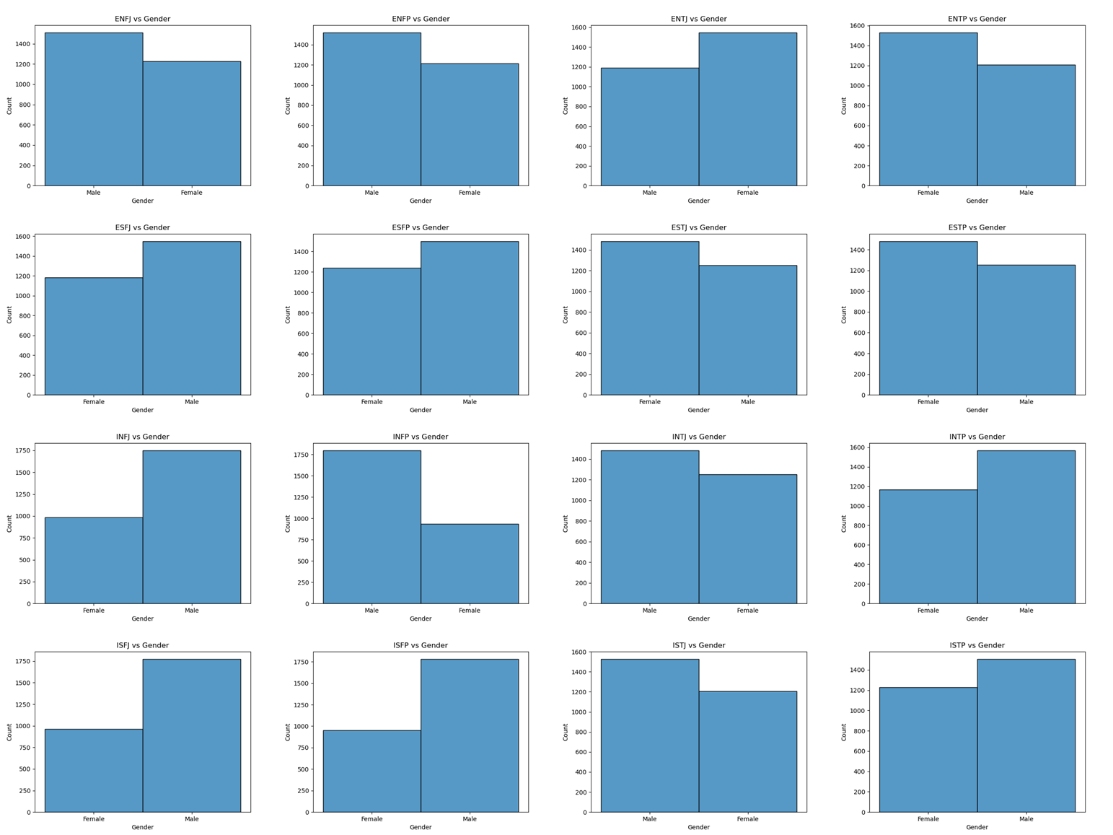 ENFJ vs Gender
1400
1200
1000
800
600
400
200
0
Count
Male Female
Gender
ENFP vs Gender
1400
1200
1000
800
600
400
200
0
Count
Male Female
Gender
ENTJ vs Gender
1600
1400
1200
1000
800
600
400
200
0
Count
Male Female
Gender
ENTP vs Gender
1400
1200
1000
800
600
400
200
0
Count
Female Male
Gender
ESFJ vs Gender
1600
1400
1200
1000
800
600
400
200
0
Count
Female Male
Gender
ESFP vs Gender
1400
1200
1000
800
600
400
200
0
Count
Female Male
Gender
ESTJ vs Gender
1400
1200
1000
800
600
400
200
0
Count
Female Male
Gender
ESTP vs Gender
1400
1200
1000
800
600
400
200
0
Count
Female Male
Gender
INFJ vs Gender
1750
1500
1250
1000
750
500
250
0
Count
Female Male
Gender
INFP vs Gender
1750
1500
1250
1000
750
500
250
0
Count
Male Female
Gender
INTJ vs Gender
1400
1200
1000
800
600
400
200
0
Count
Male Female
Gender
INTP vs Gender
1600
1400
1200
1000
800
600
400
200
0
Count
Female Male
Gender
ISFJ vs Gender
1750
1500
1250
1000
750
500
250
0
Count
Female Male
Gender
ISFP vs Gender
1750
1500
1250
1000
750
500
250
0
Count
Female Male
Gender
ISTJ vs Gender
1600
1400
1200
1000
800
600
400
200
0
Count
Male Female
Gender
ISTP vs Gender
1400
1200
1000
800
600
400
200
0
Count
Female Male
Gender